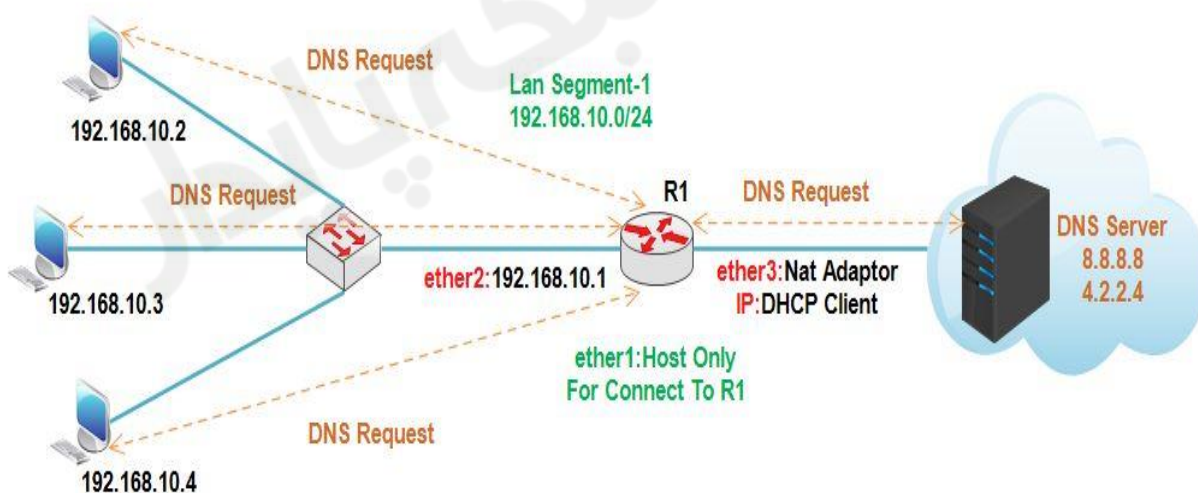 DNS Request
Lan Segment-1
192.168.10.0/24
192.168.10.2
DNS Request
R1
DNS Request
DNS Server
8.8.8.8
4.2.2.4
192.168.10.3
ether2:192.168.10.1
ether3:Nat Adaptor
IP:DHCP Client
ether1:Host Only
For Connect To R1
DNS Request
192.168.10.4